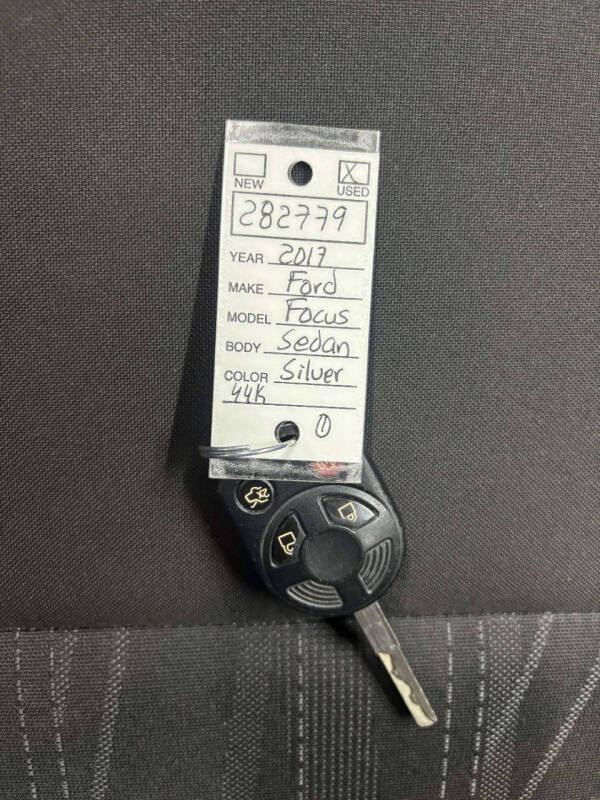 NEW X USED
282779
YEAR 2017
MAKE Ford
MODEL Focus
BODY Sedan
COLOR Silver
44K
①